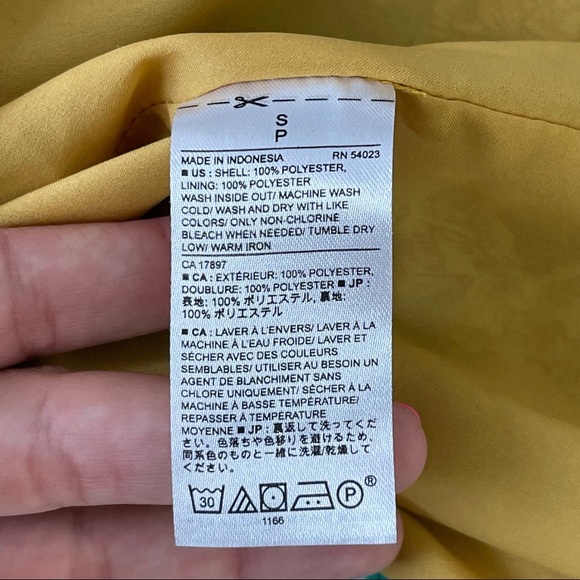 S
P
MADE IN INDONESIA RN 54023
■ US : SHELL: 100% POLYESTER,
LINING: 100% POLYESTER
WASH INSIDE OUT/ MACHINE WASH
COLD/ WASH AND DRY WITH LIKE
COLORS/ ONLY NON-CHLORINE
BLEACH WHEN NEEDED/ TUMBLE DRY
LOW/ WARM IRON
CA 17897
■ CA : EXTÉRIEUR: 100% POLYESTER,
DOUBLURE: 100% POLYESTER ■ JP :
表地: 100% ポリエステル, 裏地:
100% ポリエステル
■ CA : LAVER À L'ENVERS/ LAVER À LA
MACHINE À L'EAU FROIDE/ LAVER ET
SÉCHER AVEC DES COULEURS
SEMBLABLES/ UTILISER AU BESOIN UN
AGENT DE BLANCHIMENT SANS
CHLORE UNIQUEMENT/ SÉCHER À LA
MACHINE À BASSE TEMPÉRATURE/
REPASSER À TEMPÉRATURE
MOYENNE ■ JP : 裏返して洗ってくだ
さい. 色落ちや色移りを避けるため、
同系色のものと一緒に洗濯/乾燥して
ください.
30 P ®
1166